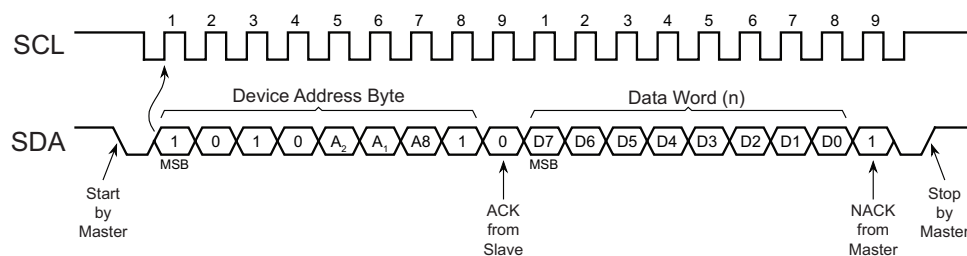 SCL
1 2 3 4 5 6 7 8 9 1 2 3 4 5 6 7 8 9
Device Address Byte Data Word (n)
SDA
1 0 1 0 A2 A1 A8 1 0 D7 D6 D5 D4 D3 D2 D1 D0 1
MSB MSB
Start
by
Master
ACK
from
Slave
NACK
from
Master
Stop
by
Master